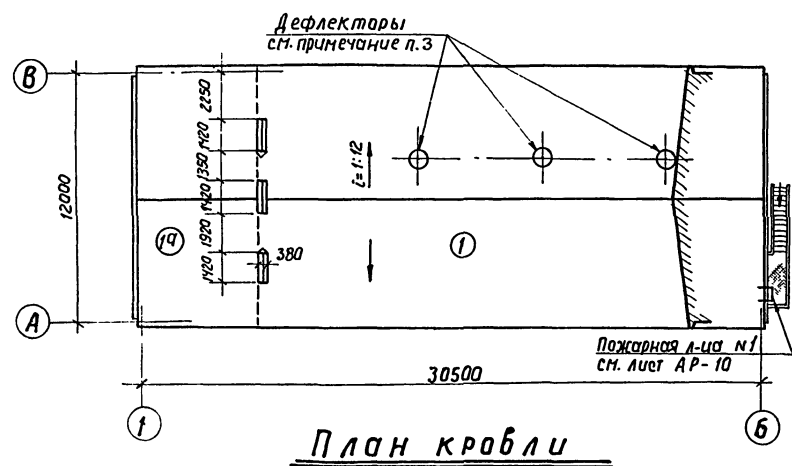 Дефлекторы
см. примечание п.3
В
2250
1420
1350
i=1:12
12000
1420
1а
1920
1
380
1420
А
Пожарная л-ца N1
см. лист АР-10
30500
1
6
План кровли